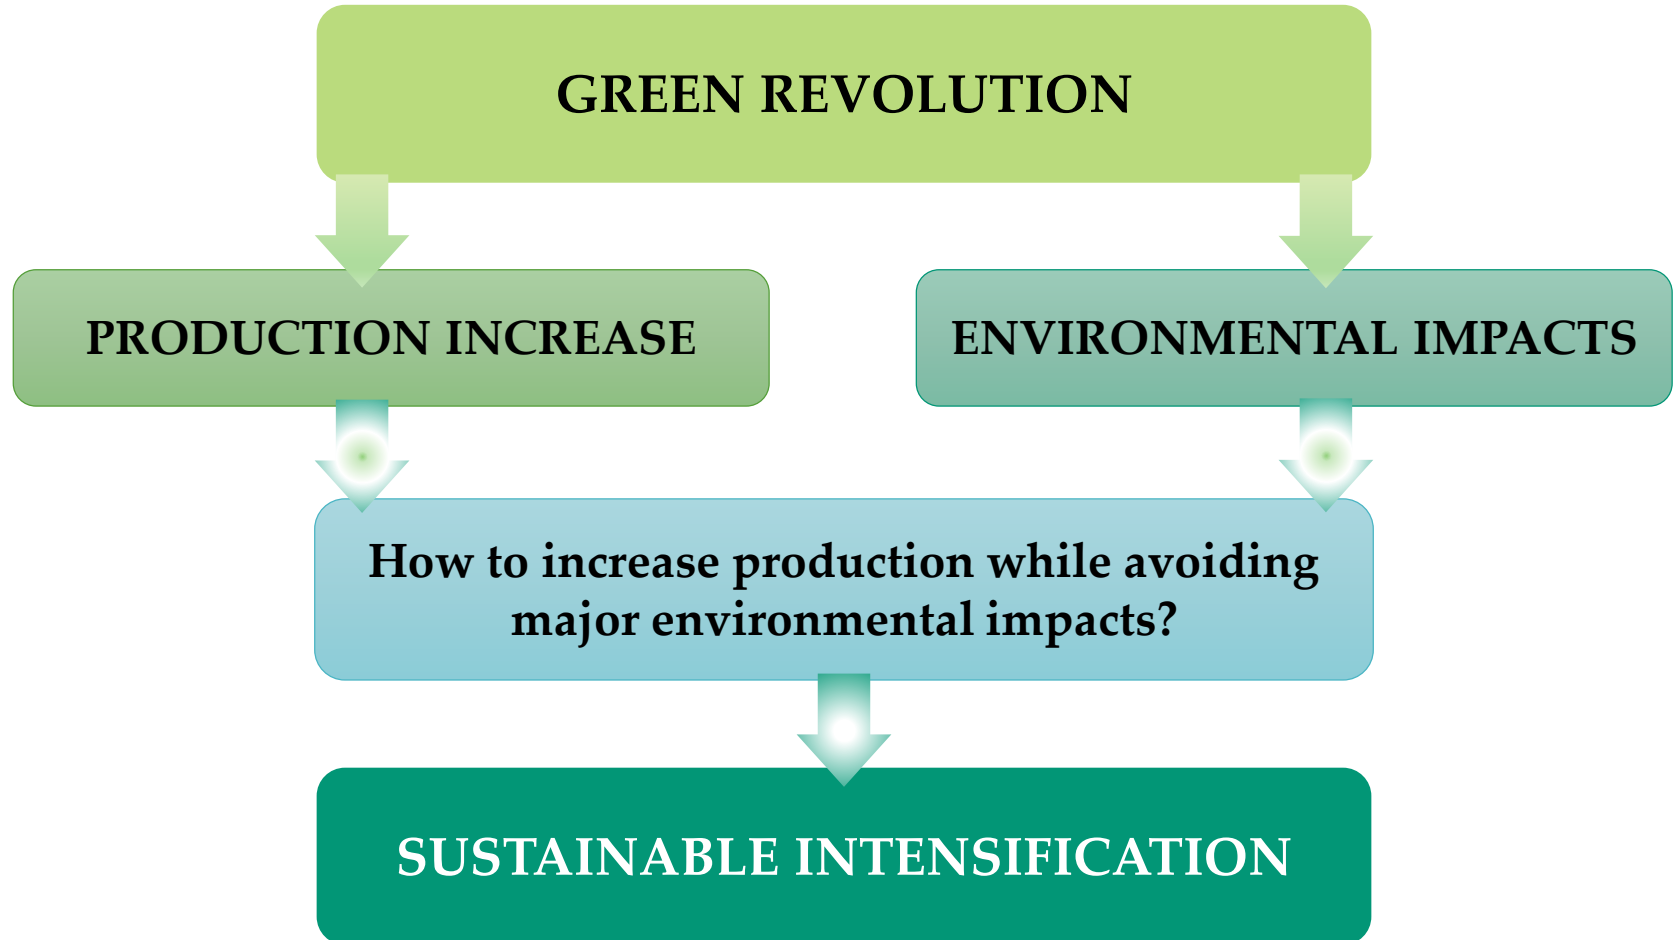 GREEN REVOLUTION
PRODUCTION INCREASE
ENVIRONMENTAL IMPACTS
How to increase production while avoiding
major environmental impacts?
SUSTAINABLE INTENSIFICATION